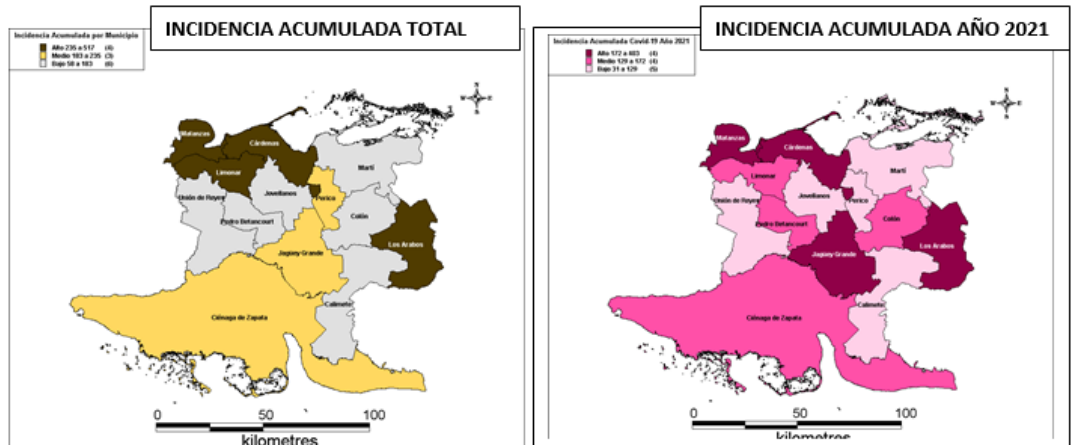 INCIDENCIA ACUMULADA TOTAL
Incidencia Acumulada por Municipio
Alto 235 a 517 (4)
Medio 183 a 235 (3)
Bajo 58 a 183 (6)
Matanzas
Cárdenas
Martí
Limonar
Jovellanos
Unión de Reyes
Perico
Colón
Pedro Betancourt
Los Arabos
Jagüey Grande
Calimete
Ciénaga de Zapata
0 50 100
kilometres
INCIDENCIA ACUMULADA AÑO 2021
Incidencia Acumulada Covid-19 Año 2021
Alto 172 a 403 (4)
Medio 129 a 172 (4)
Bajo 31 a 129 (5)
Matanzas
Cárdenas
Martí
Limonar
Jovellanos
Unión de Reyes
Perico
Colón
Pedro Betancourt
Los Arabos
Jagüey Grande
Calimete
Ciénaga de Zapata
0 50 100
kilometres